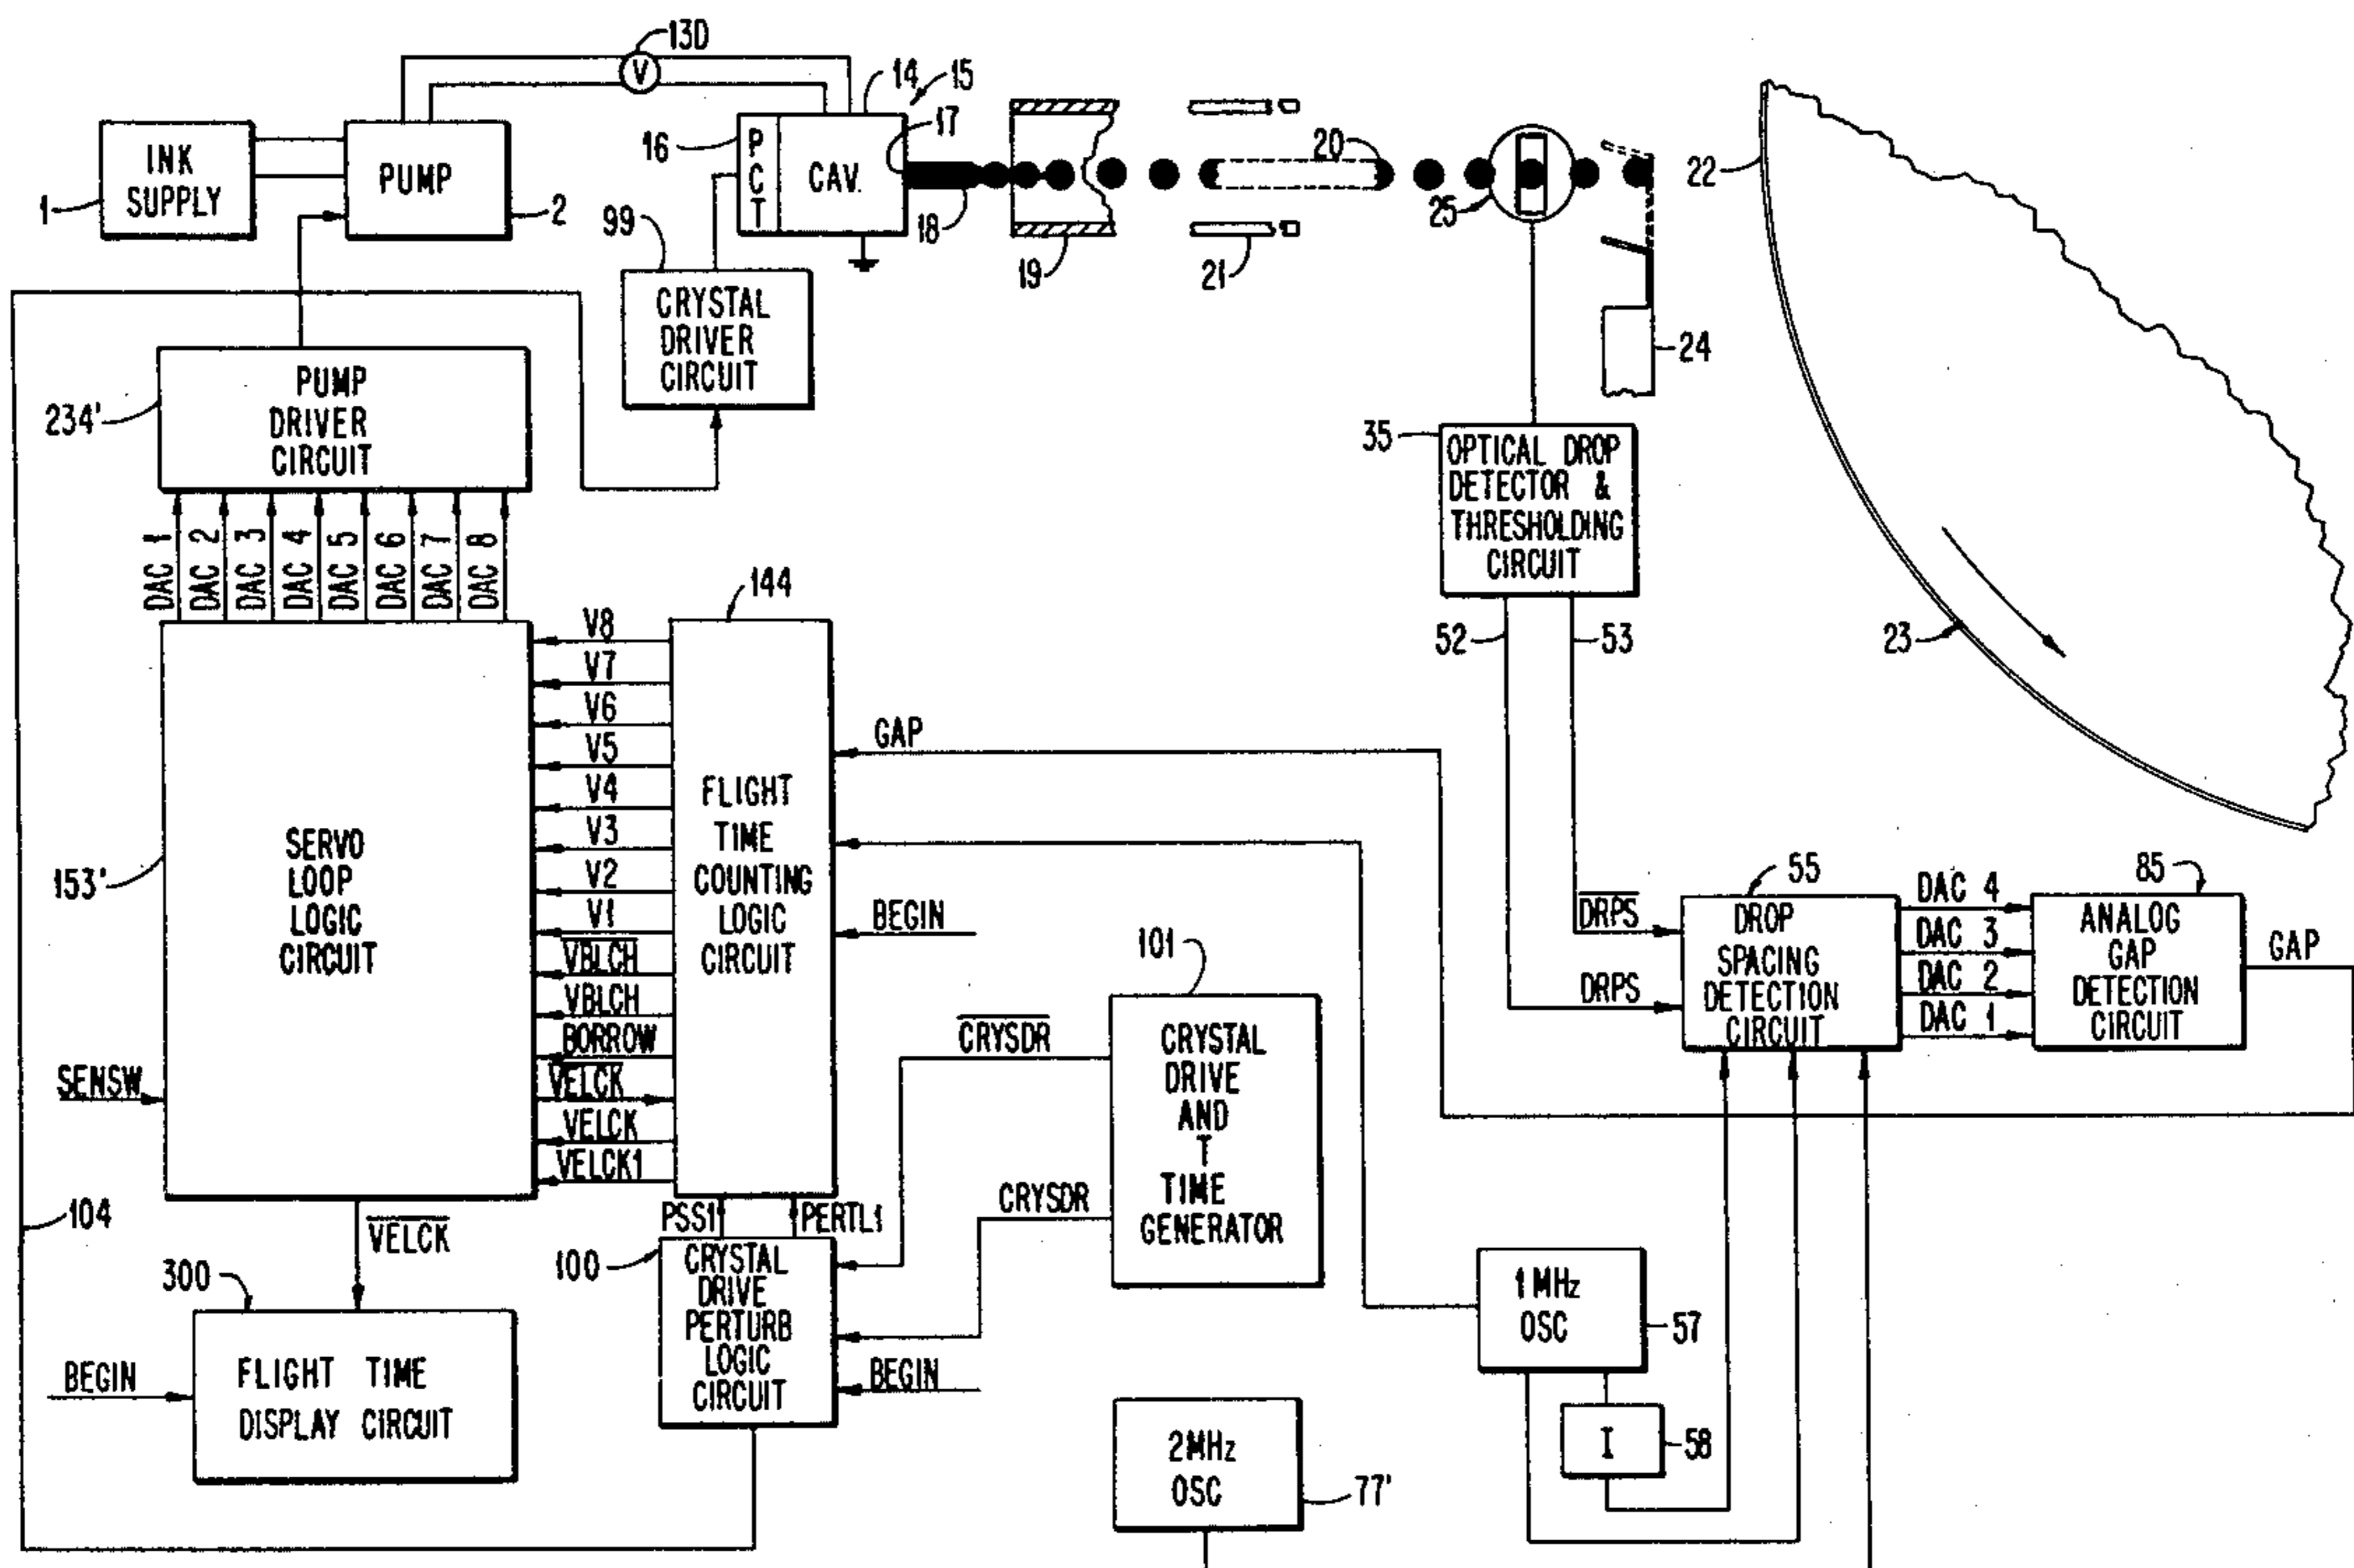 13D
V
14
15
INK
SUPPLY
1
PUMP
2
16
PCT
CAV.
17
18
19
20
21
22
25
24
23
99
CRYSTAL
DRIVER
CIRCUIT
PUMP
DRIVER
CIRCUIT
234'
35
OPTICAL DROP
DETECTOR &
THRESHOLDING
CIRCUIT
52
53
DAC 1
DAC 2
DAC 3
DAC 4
DAC 5
DAC 6
DAC 7
DAC 8
144
V8
V7
V6
V5
V4
V3
V2
V1
V̅B̅L̅C̅H̅
VBLCH
BORROW
V̅E̅L̅C̅K̅
VELCK
VELCK1
SERVO
LOOP
LOGIC
CIRCUIT
153'
SENSW
FLIGHT
TIME
COUNTING
LOGIC
CIRCUIT
GAP
BEGIN
D̅R̅P̅S̅
DRPS
55
DROP
SPACING
DETECTION
CIRCUIT
DAC 4
DAC 3
DAC 2
DAC 1
85
ANALOG
GAP
DETECTION
CIRCUIT
GAP
101
CRYSTAL
DRIVE
AND
T
TIME
GENERATOR
C̅R̅Y̅S̅D̅R̅
CRYSDR
PSS1
PERTL1
104
V̅E̅L̅C̅K̅
100
CRYSTAL
DRIVE
PERTURB
LOGIC
CIRCUIT
BEGIN
300
BEGIN
FLIGHT TIME
DISPLAY CIRCUIT
1 MHz
OSC
57
I
58
2MHz
OSC
77'